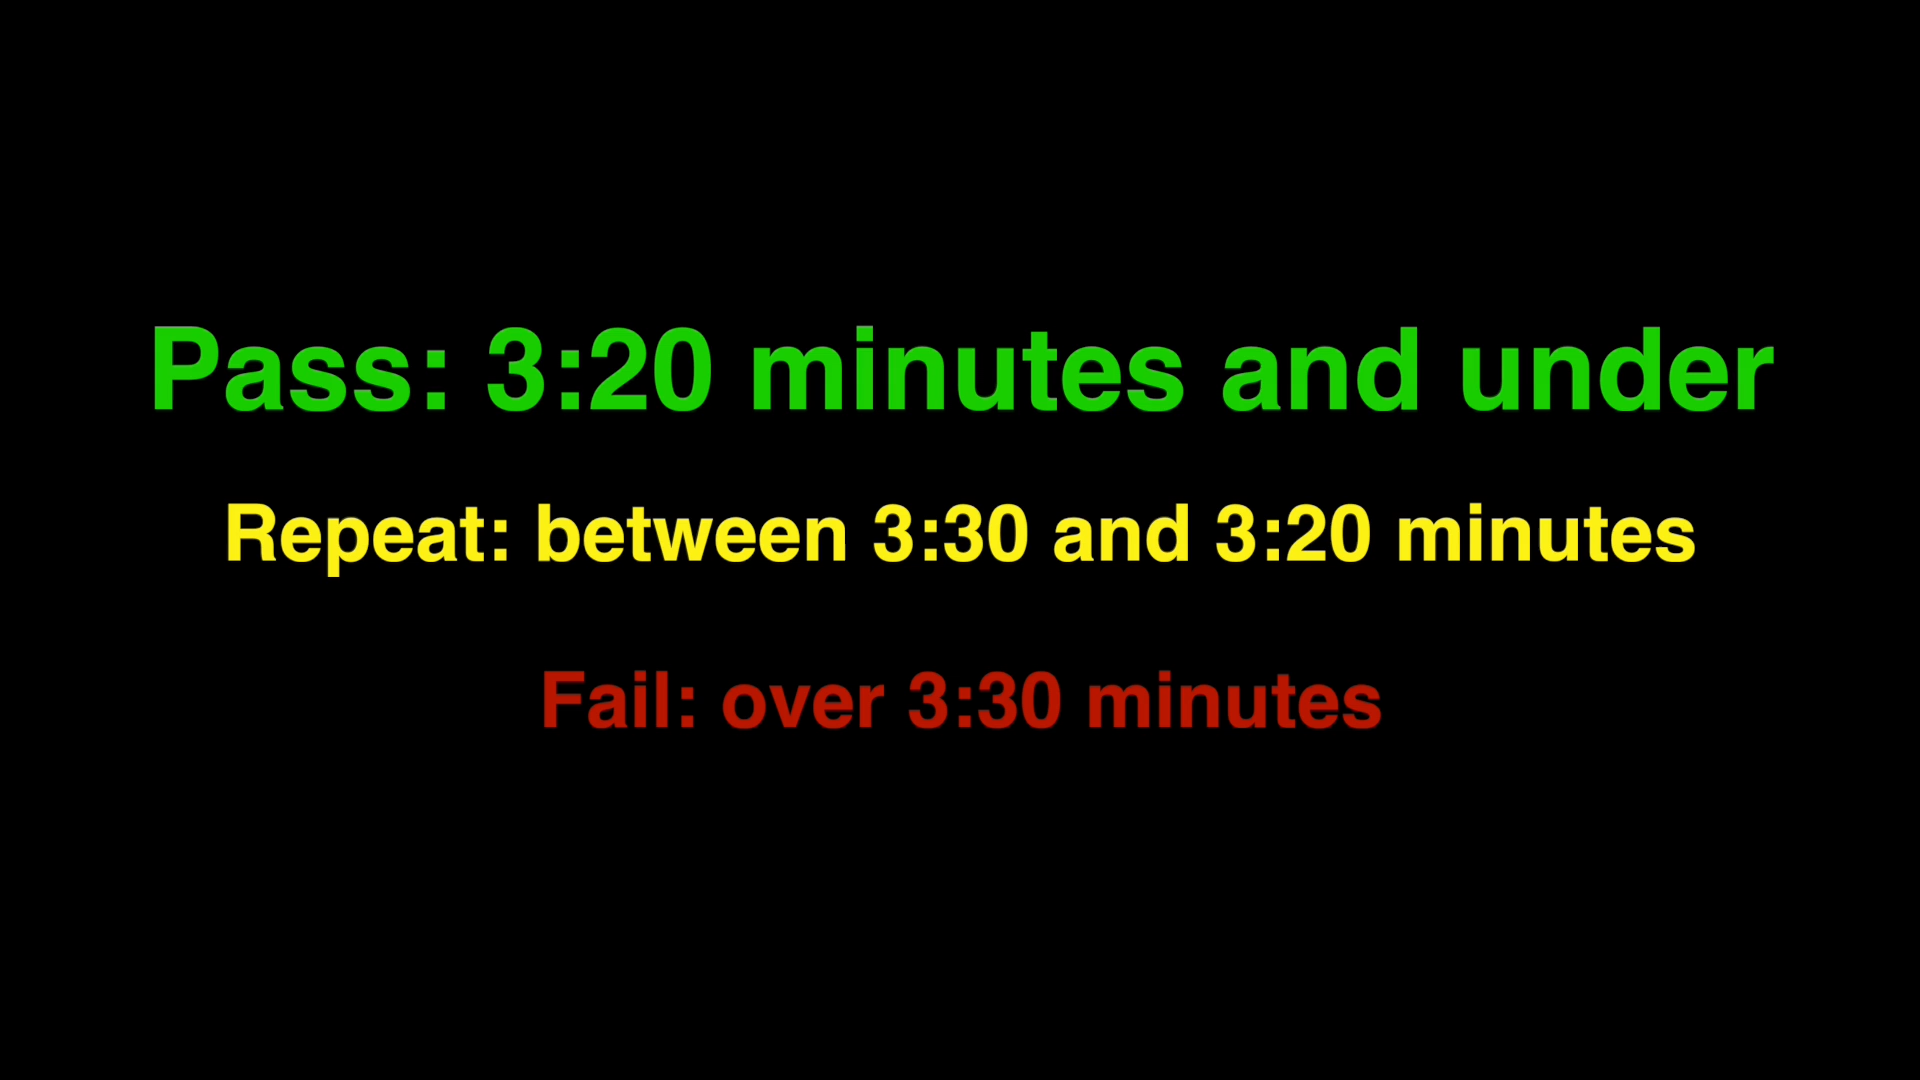 Pass: 3:20 minutes and under
Repeat: between 3:30 and 3:20 minutes
Fail: over 3:30 minutes